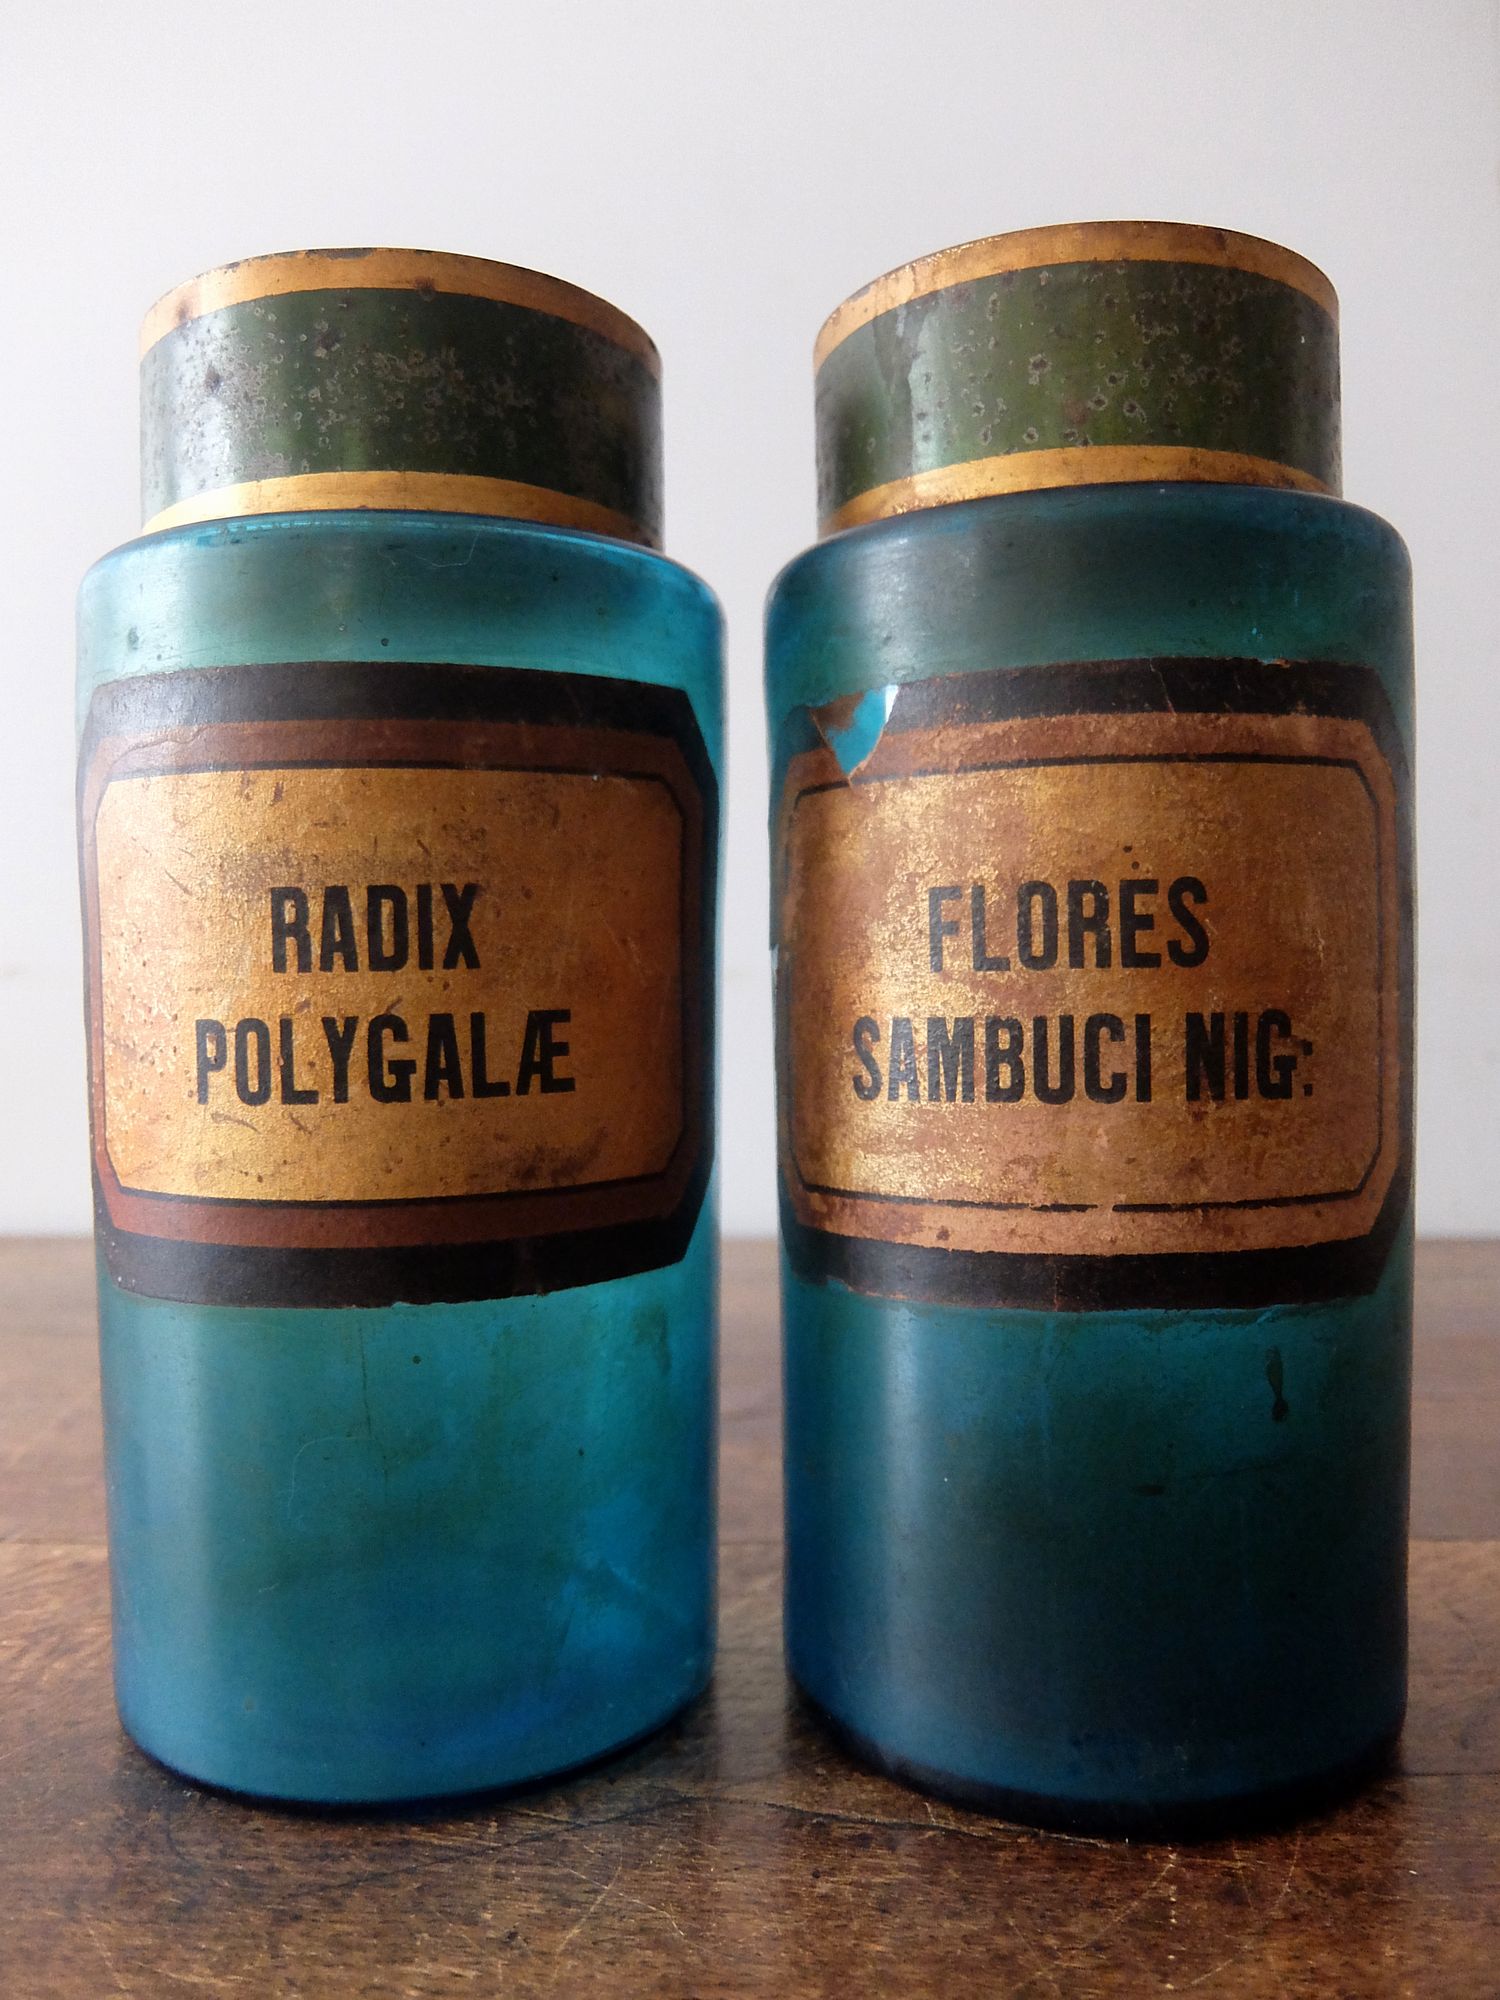 RADIX
POLYGALÆ
FLORES
SAMBUCI NIG: